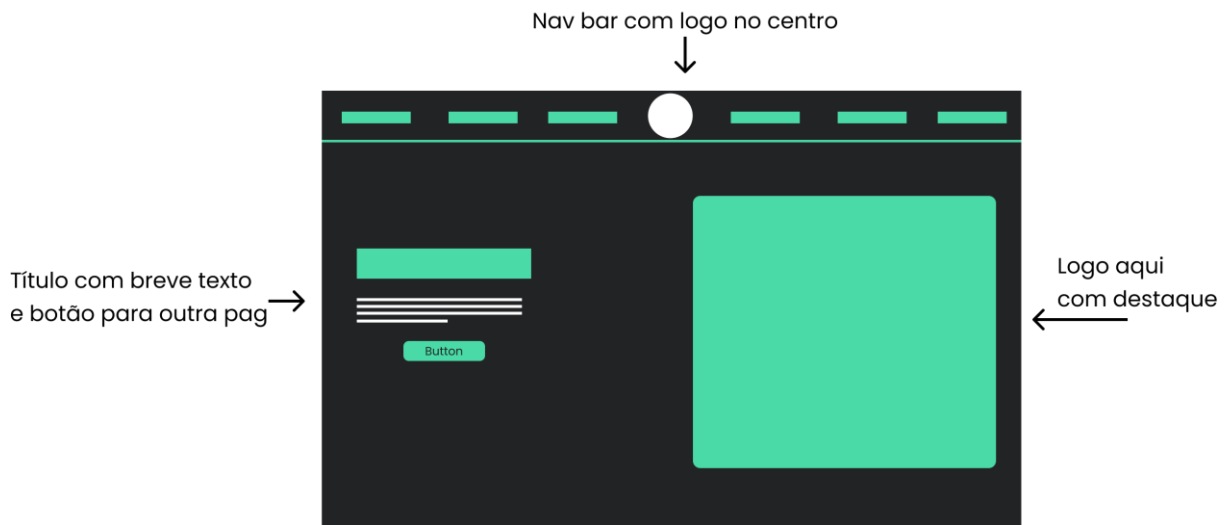 Nav bar com logo no centro
Título com breve texto
e botão para outra pag
Button
Logo aqui
com destaque